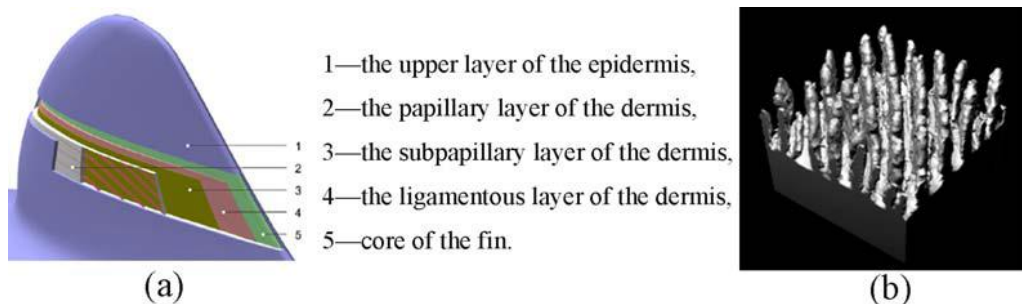 1—the upper layer of the epidermis,
2—the papillary layer of the dermis,
3—the subpapillary layer of the dermis,
4—the ligamentous layer of the dermis,
5—core of the fin.
1
2
3
4
5
(a)
(b)